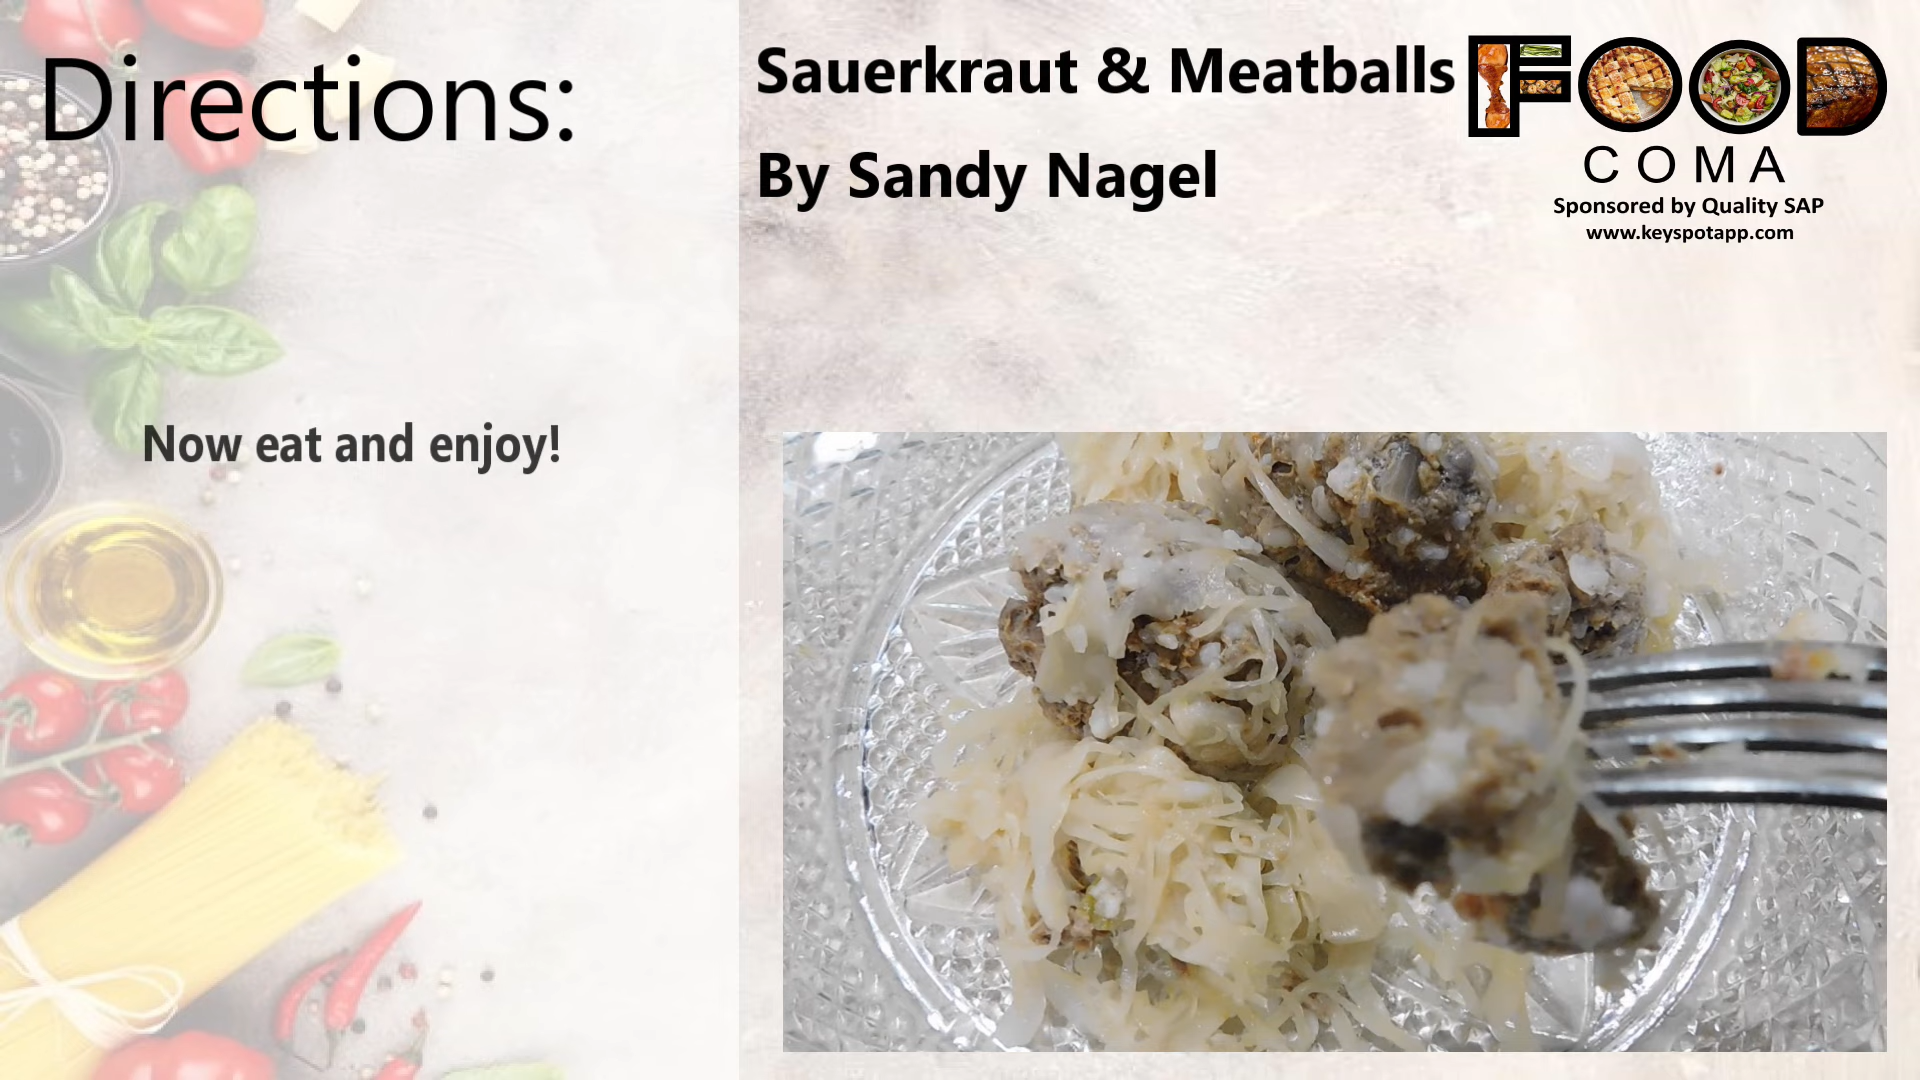 Directions:
Now eat and enjoy!
Sauerkraut & Meatballs
By Sandy Nagel
FOOD
COMA
Sponsored by Quality SAP
www.keyspotapp.com